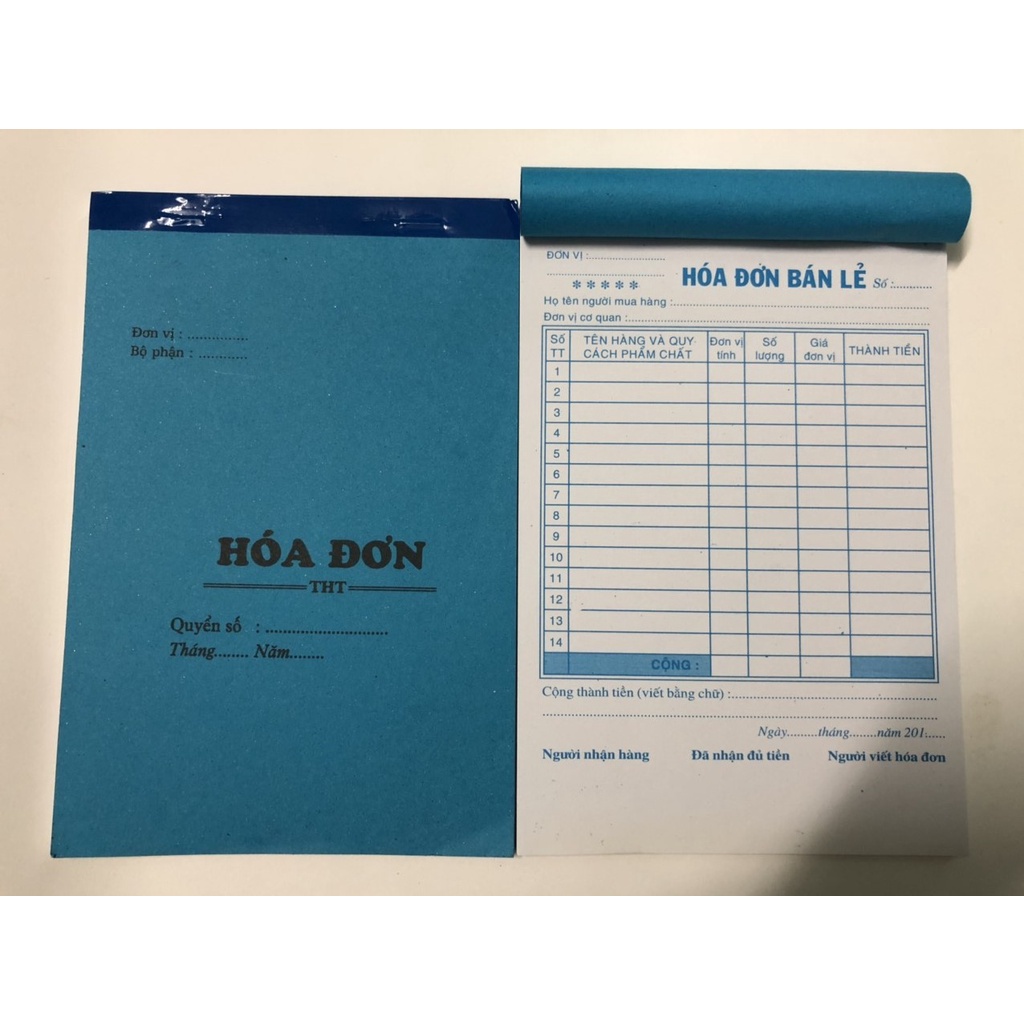 Đơn vị : ...............
Bộ phận : ............
HÓA ĐƠN
THT
Quyển số : ..............................
Tháng........ Năm........
ĐƠN VỊ :..........................
........................................
*****
HÓA ĐƠN BÁN LẺ Số :............
Họ tên người mua hàng :..................................................
Đơn vị cơ quan :..................................................
Số TT
TÊN HÀNG VÀ QUY CÁCH PHẨM CHẤT
Đơn vị tính
Số lượng
Giá đơn vị
THÀNH TIỀN
1
2
3
4
5
6
7
8
9
10
11
12
13
14
CỘNG :
Cộng thành tiền (viết bằng chữ) :..................................................
Ngày.........tháng........năm 201......
Người nhận hàng Đã nhận đủ tiền Người viết hóa đơn